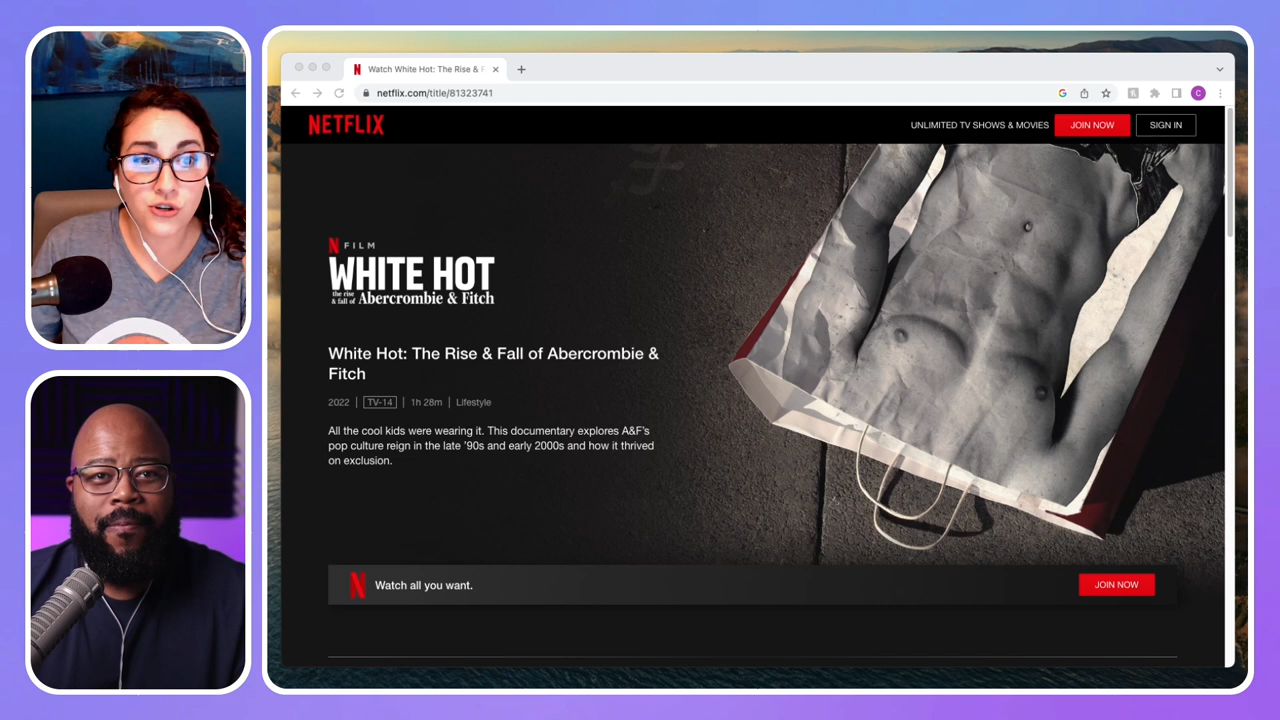 Watch White Hot: The Rise & F
netflix.com/title/81323741
C
NETFLIX
UNLIMITED TV SHOWS & MOVIES
JOIN NOW
SIGN IN
N FILM
WHITE HOT
the rise
& fall of Abercrombie & Fitch
White Hot: The Rise & Fall of Abercrombie &
Fitch
2022 | TV-14 | 1h 28m | Lifestyle
All the cool kids were wearing it. This documentary explores A&F's
pop culture reign in the late '90s and early 2000s and how it thrived
on exclusion.
Watch all you want.
JOIN NOW